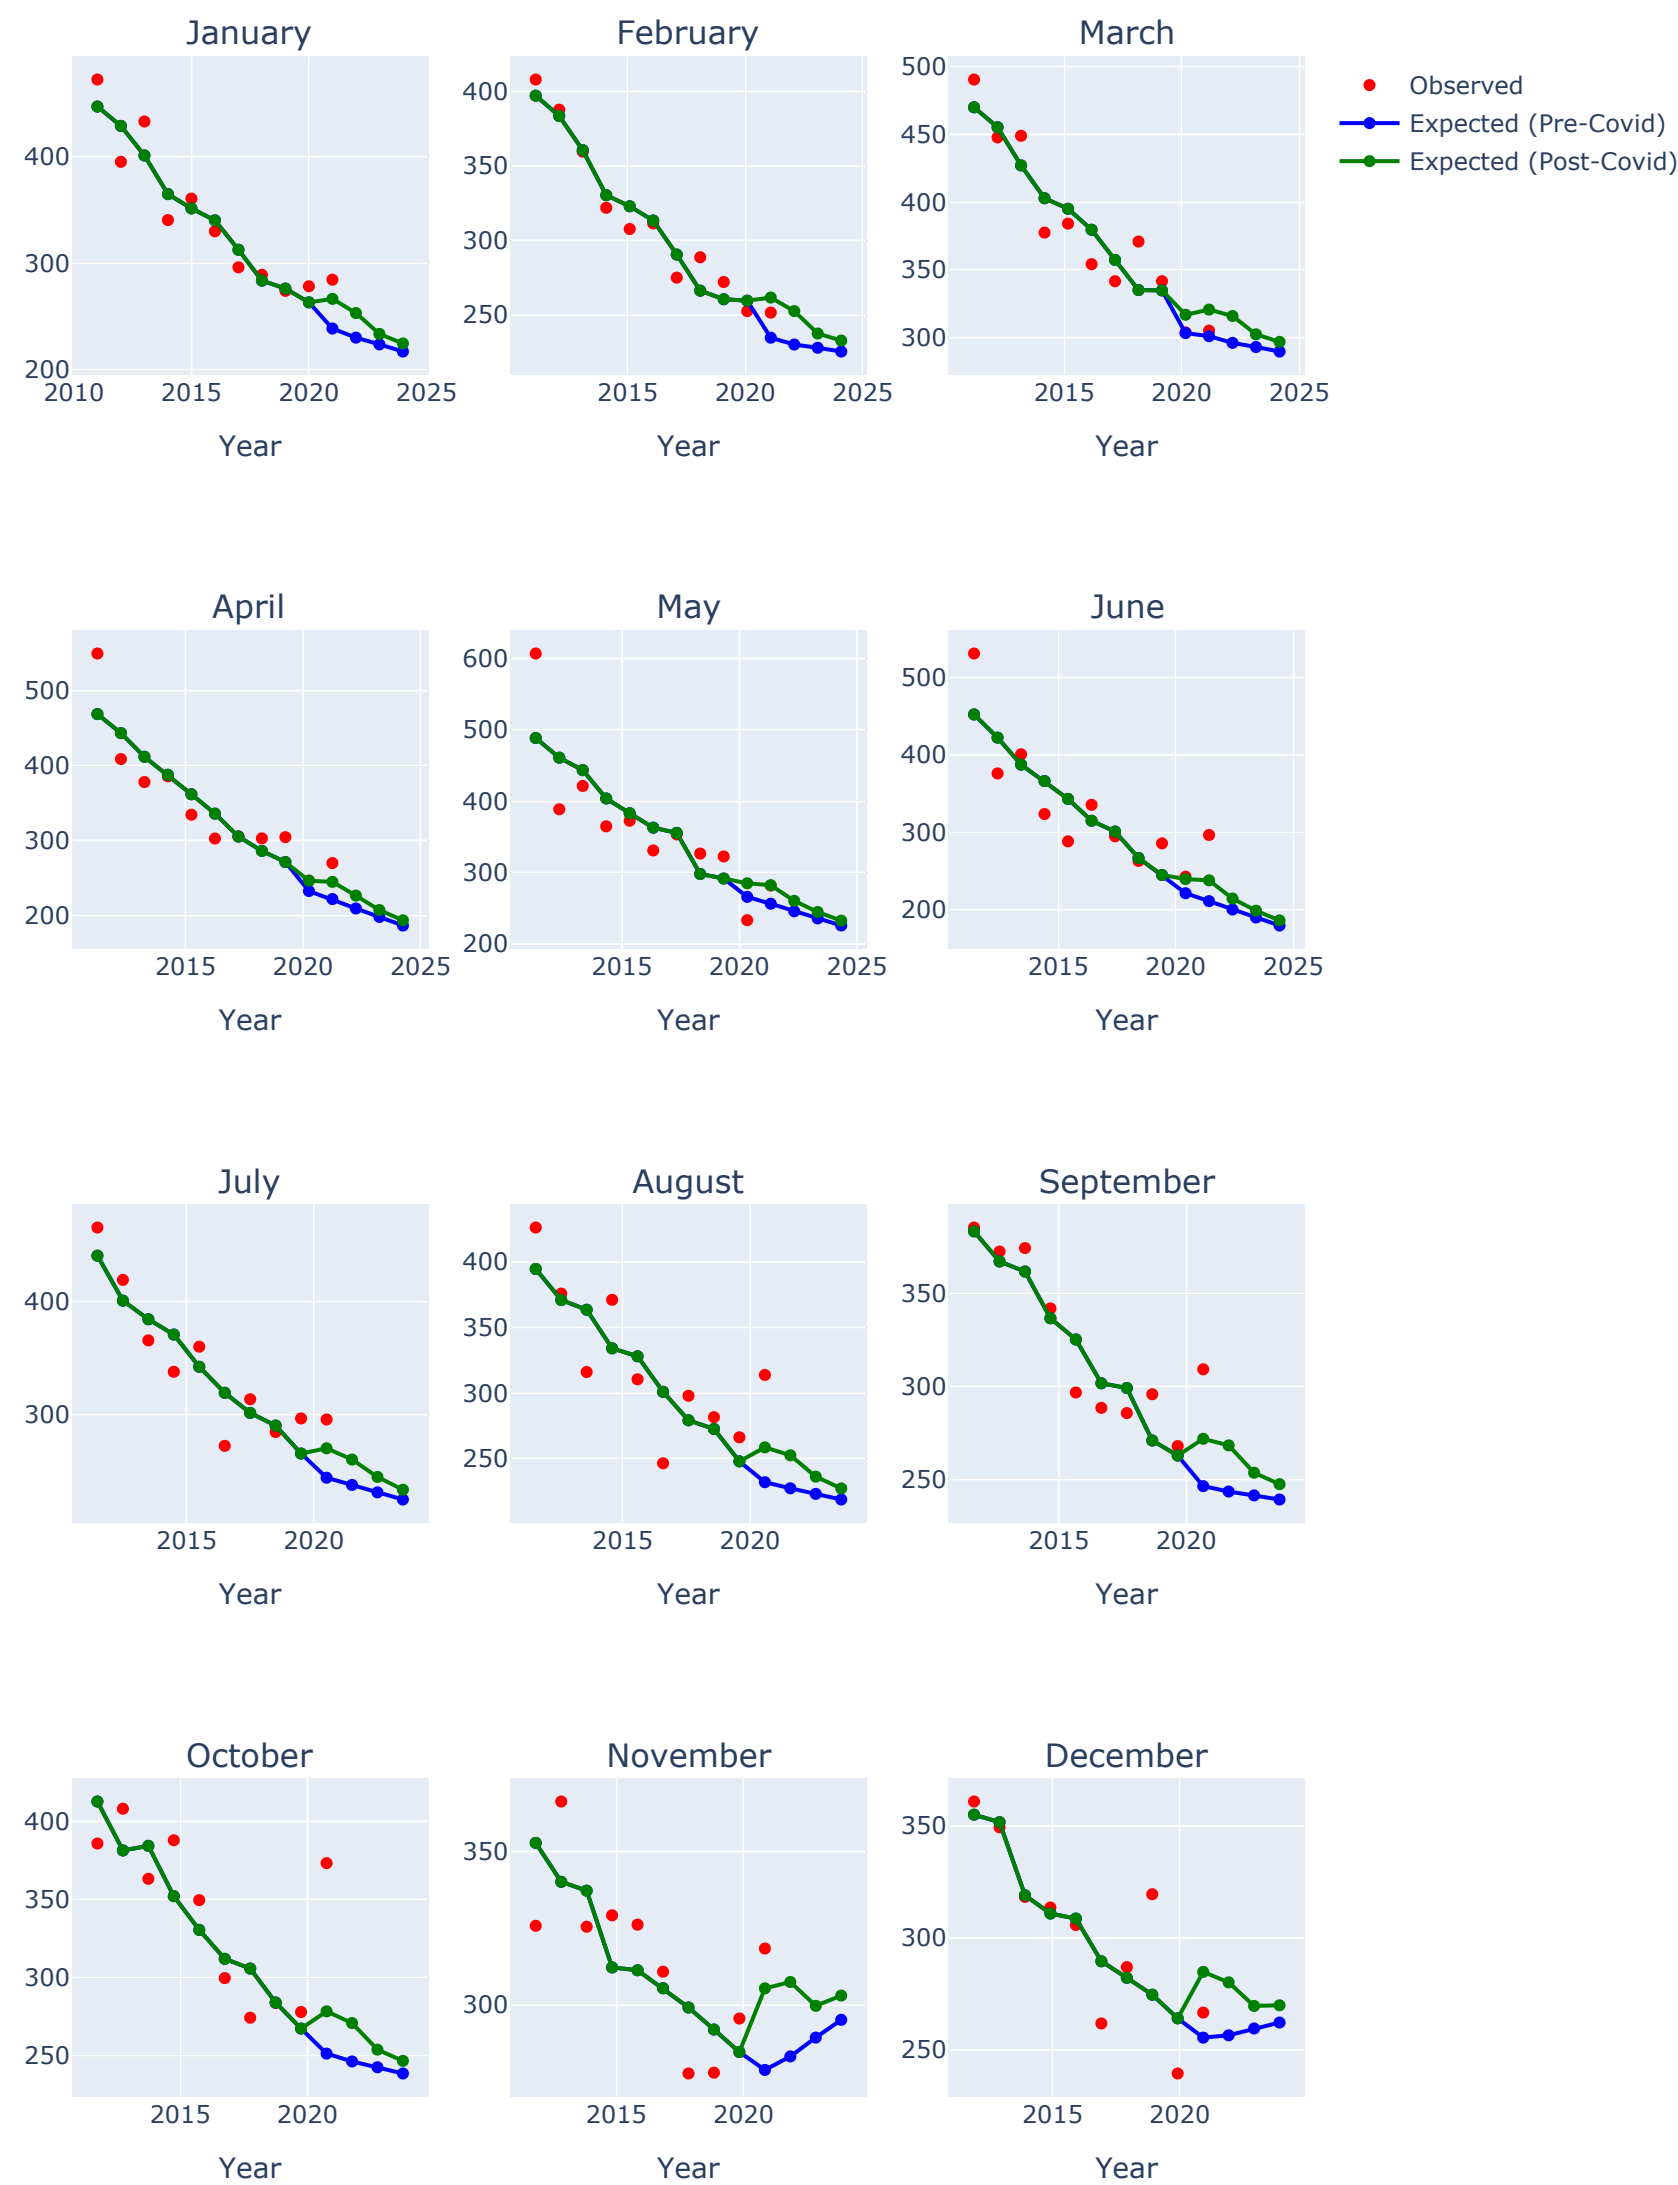 January
February
March
Observed
Expected (Pre-Covid)
Expected (Post-Covid)
400
300
200
2010
2015
2020
2025
Year
400
350
300
250
2015
2020
2025
Year
500
450
400
350
300
2015
2020
2025
Year
April
May
June
500
400
300
200
2015
2020
2025
Year
600
500
400
300
200
2015
2020
2025
Year
500
400
300
200
2015
2020
2025
Year
July
August
September
400
300
2015
2020
Year
400
350
300
250
2015
2020
Year
350
300
250
2015
2020
Year
October
November
December
400
350
300
250
2015
2020
Year
350
300
2015
2020
Year
350
300
250
2015
2020
Year